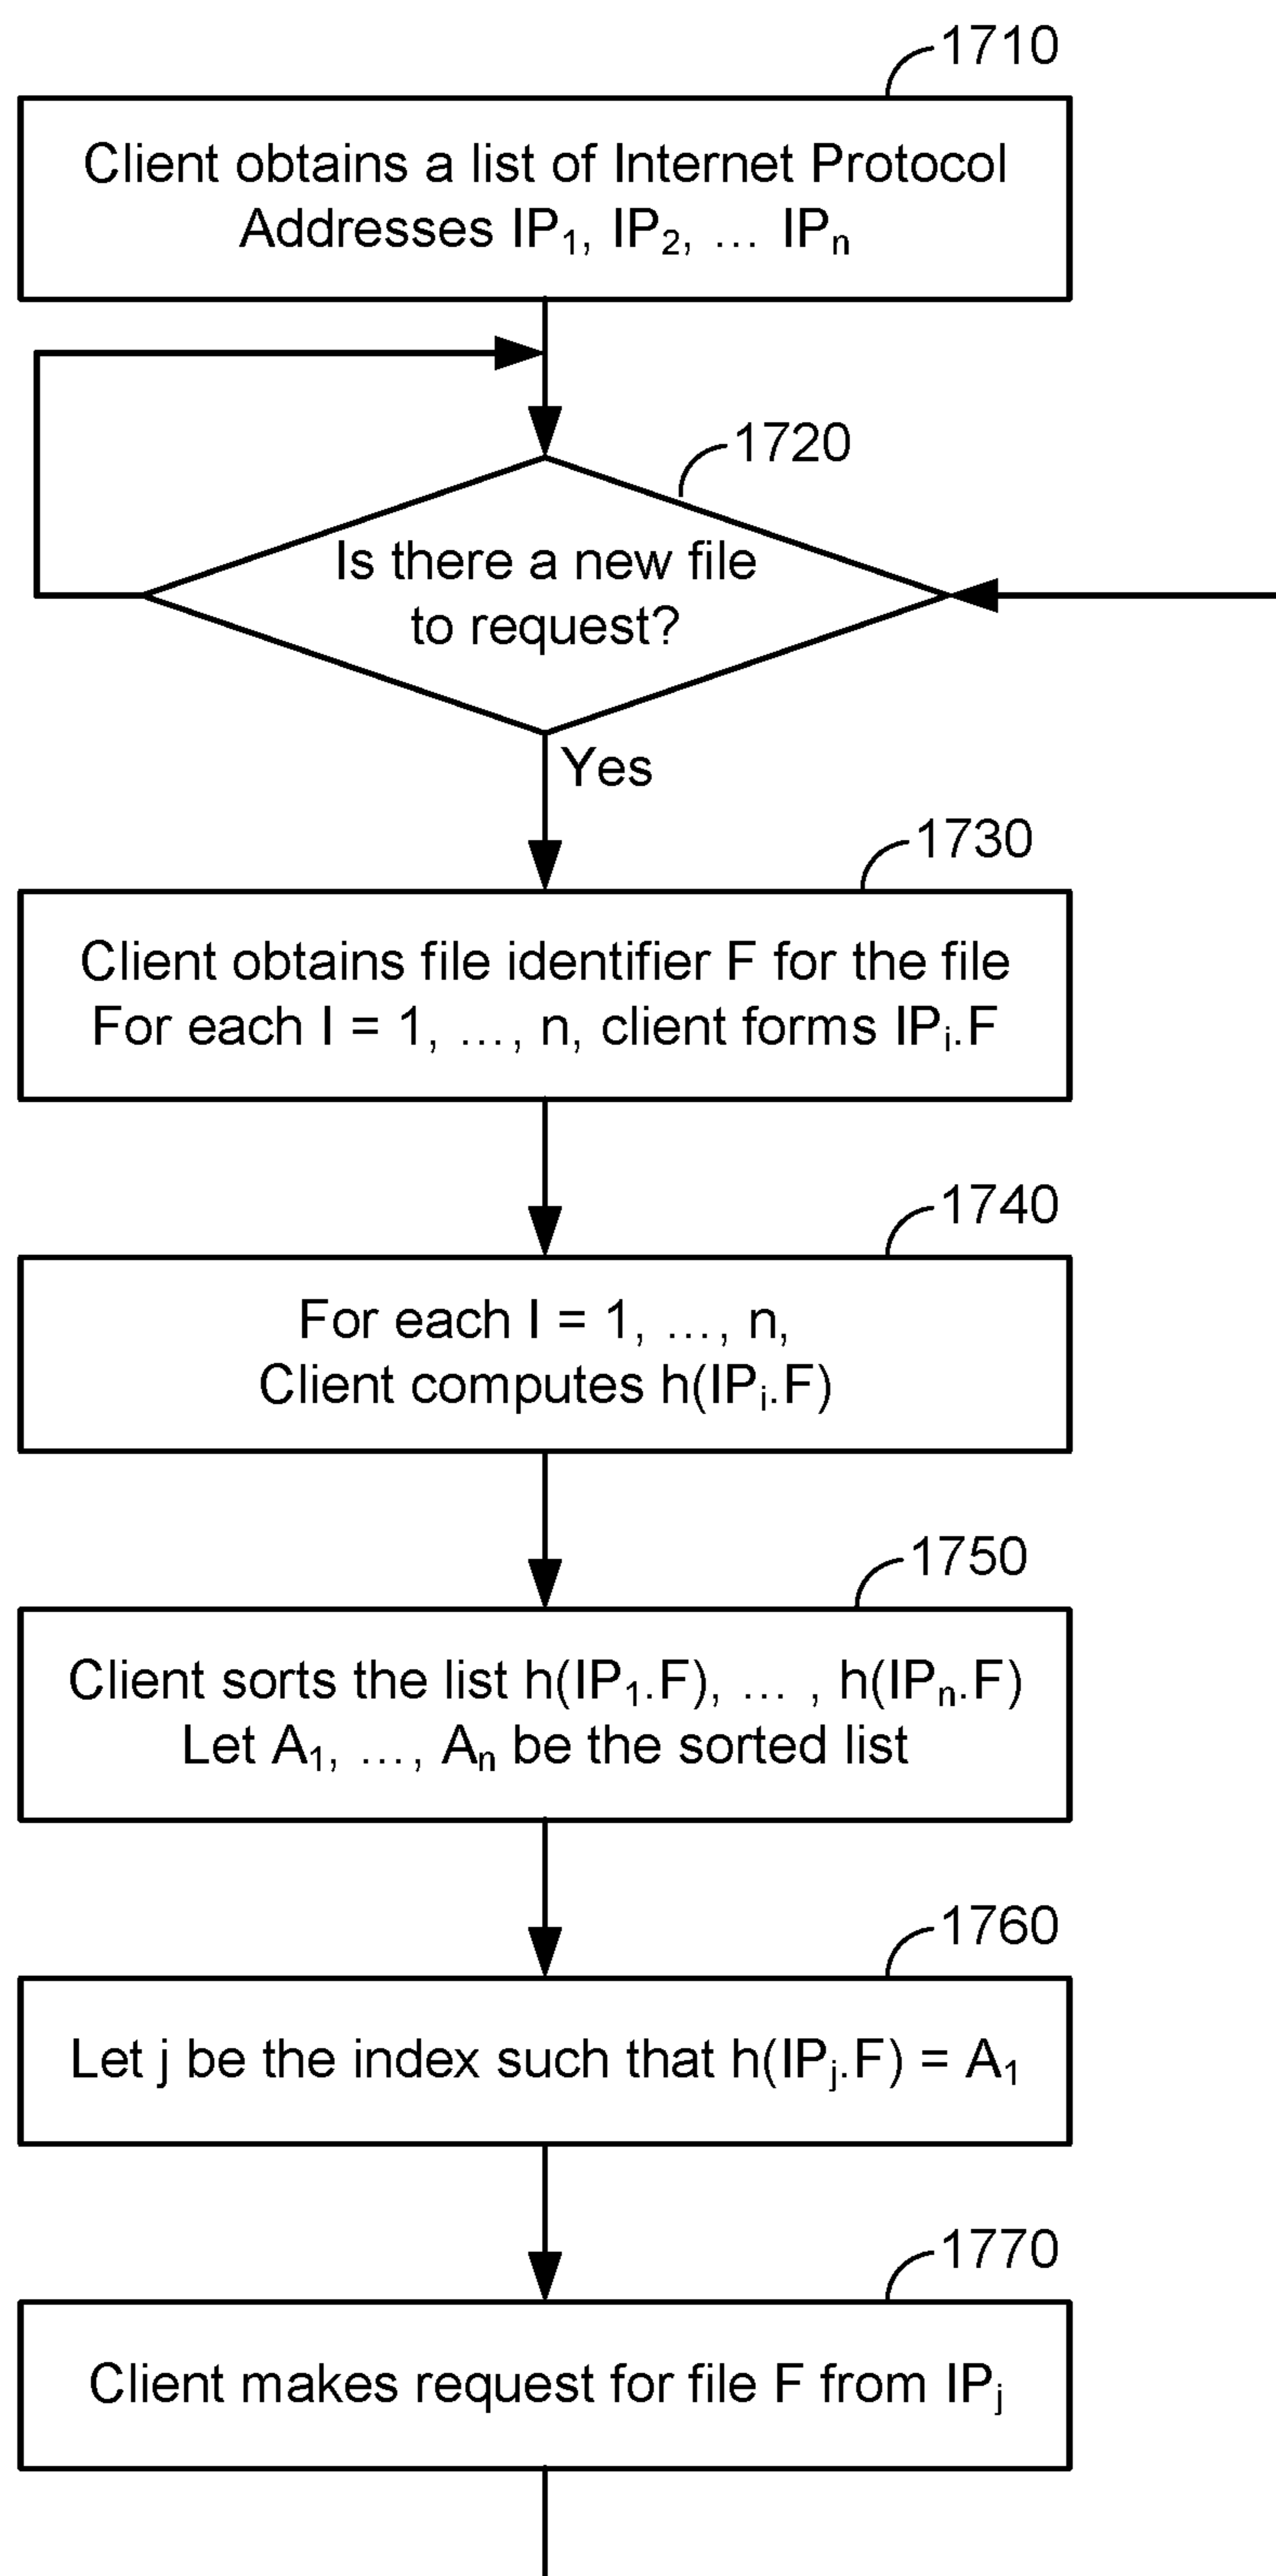 1710
Client obtains a list of Internet Protocol
Addresses IP₁, IP₂, … IPₙ
1720
Is there a new file
to request?
Yes
1730
Client obtains file identifier F for the file
For each I = 1, …, n, client forms IPᵢ.F
1740
For each I = 1, …, n,
Client computes h(IPᵢ.F)
1750
Client sorts the list h(IP₁.F), … , h(IPₙ.F)
Let A₁, …, Aₙ be the sorted list
1760
Let j be the index such that h(IPⱼ.F) = A₁
1770
Client makes request for file F from IPⱼ